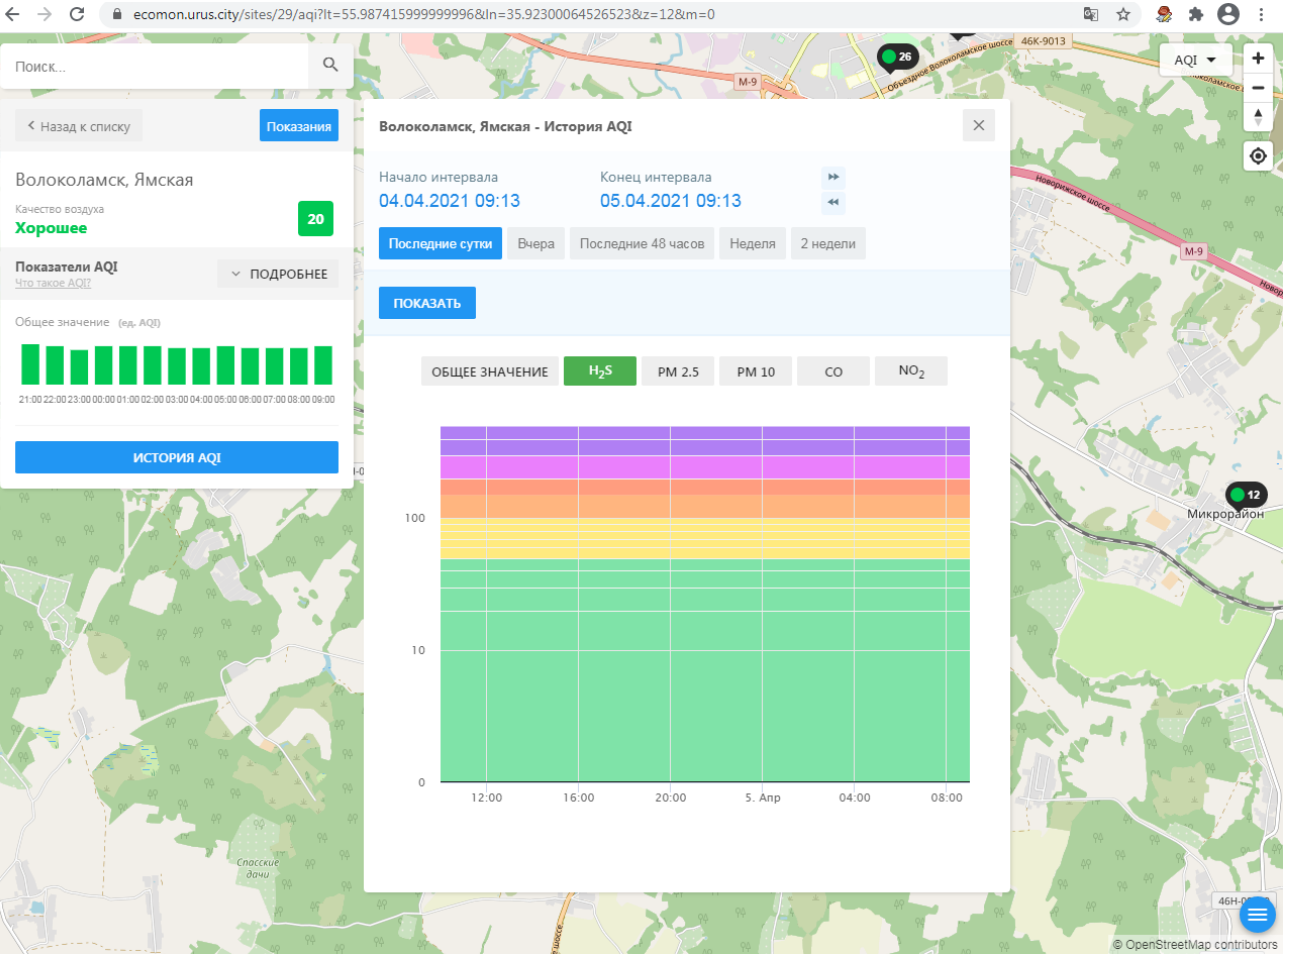 ecomon.urus.city/sites/29/aqi?lt=55.987415999999996&ln=35.92300064526523&z=12&m=0
Поиск...
Назад к списку
Показания
Волоколамск, Ямская
Качество воздуха
Хорошее
20
Показатели AQI
Что такое AQI?
ПОДРОБНЕЕ
Общее значение (ед. AQI)
21:00 22:00 23:00 00:00 01:00 02:00 03:00 04:00 05:00 06:00 07:00 08:00 09:00
ИСТОРИЯ AQI
Волоколамск, Ямская - История AQI
Начало интервала
04.04.2021 09:13
Конец интервала
05.04.2021 09:13
Последние сутки
Вчера
Последние 48 часов
Неделя
2 недели
ПОКАЗАТЬ
ОБЩЕЕ ЗНАЧЕНИЕ
H₂S
PM 2.5
PM 10
CO
NO₂
100
10
0
12:00 16:00 20:00 5. Апр 04:00 08:00
M-9
26
Объездное Волоколамское шоссе
46К-9013
AQI
Новорижское шоссе
М-9
12
Микрорайон
Спасские
дачи
© OpenStreetMap contributors